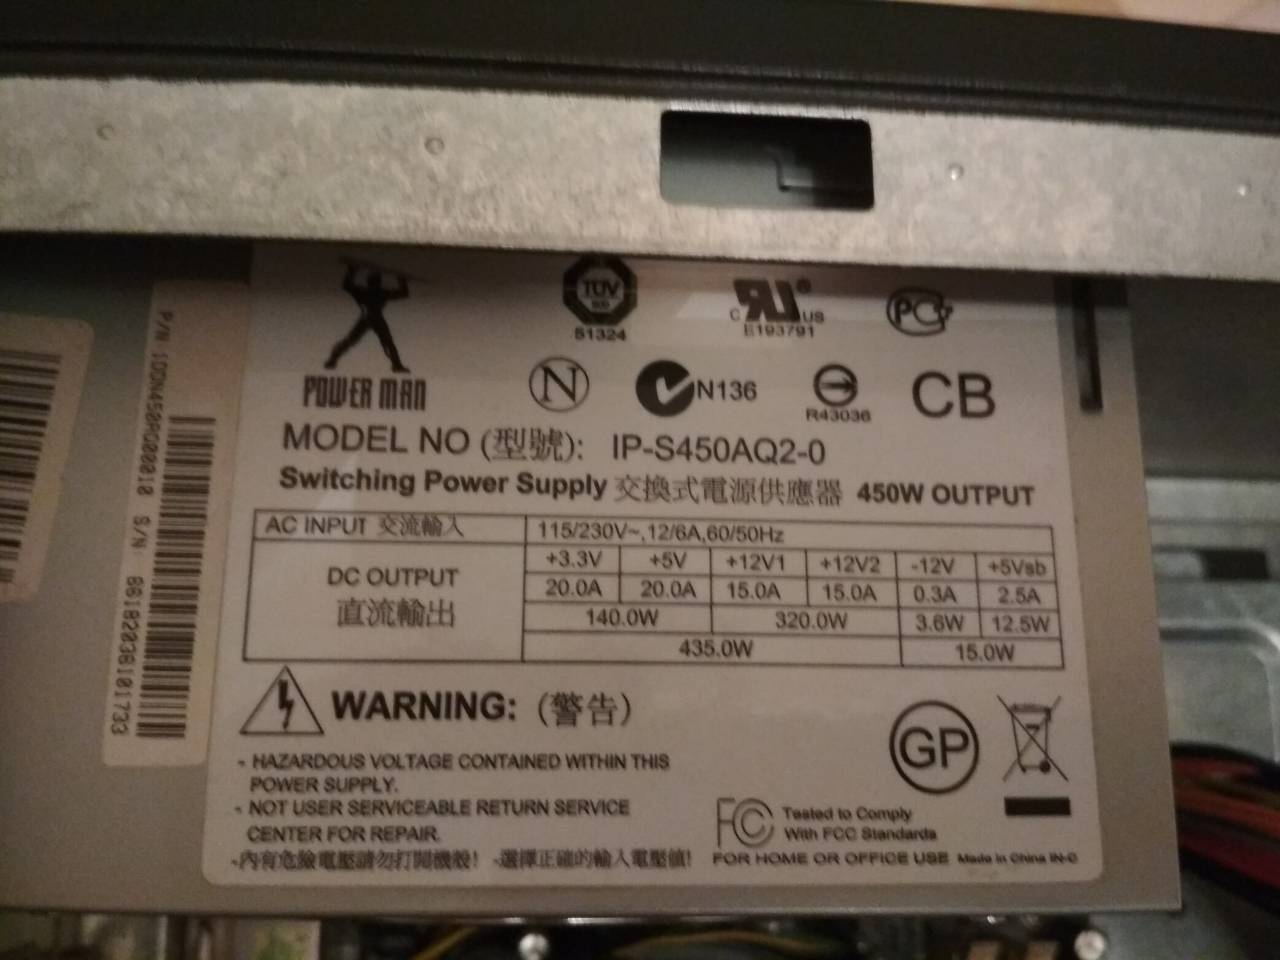 TÜV
S1324
C US
E193791
PC
POWER MAN
N
N136
R43036
CB
MODEL NO (型號): IP-S450AQ2-0
Switching Power Supply 交換式電源供應器 450W OUTPUT
AC INPUT 交流輸入 115/230V~,12/6A,60/50Hz
DC OUTPUT 直流輸出
+3.3V +5V +12V1 +12V2 -12V +5Vsb
20.0A 20.0A 15.0A 15.0A 0.3A 2.5A
140.0W 320.0W 3.6W 12.5W
435.0W 15.0W
WARNING: (警告)
- HAZARDOUS VOLTAGE CONTAINED WITHIN THIS
POWER SUPPLY.
- NOT USER SERVICEABLE RETURN SERVICE
CENTER FOR REPAIR.
-內有危險電壓請勿打開機殼! -選擇正確的輸入電壓值!
GP
FC Tested to Comply
With FCC Standards
FOR HOME OR OFFICE USE Made in China IN-C
P/N S/N